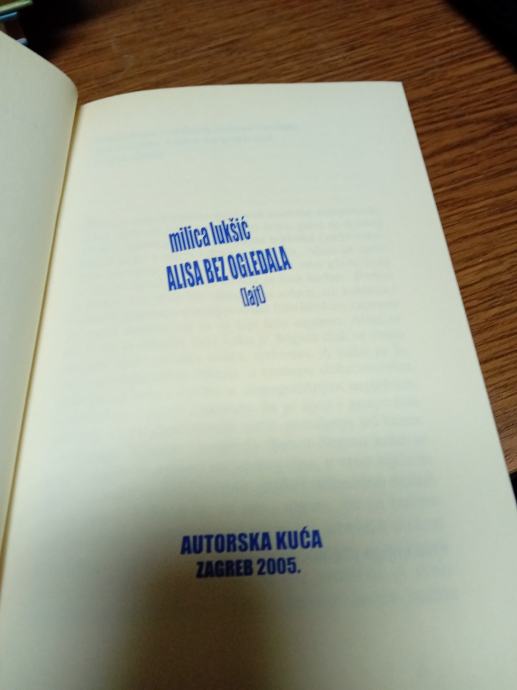 milica lukšić
ALISA BEZ OGLEDALA
(lajt)
AUTORSKA KUĆA
ZAGREB 2005.